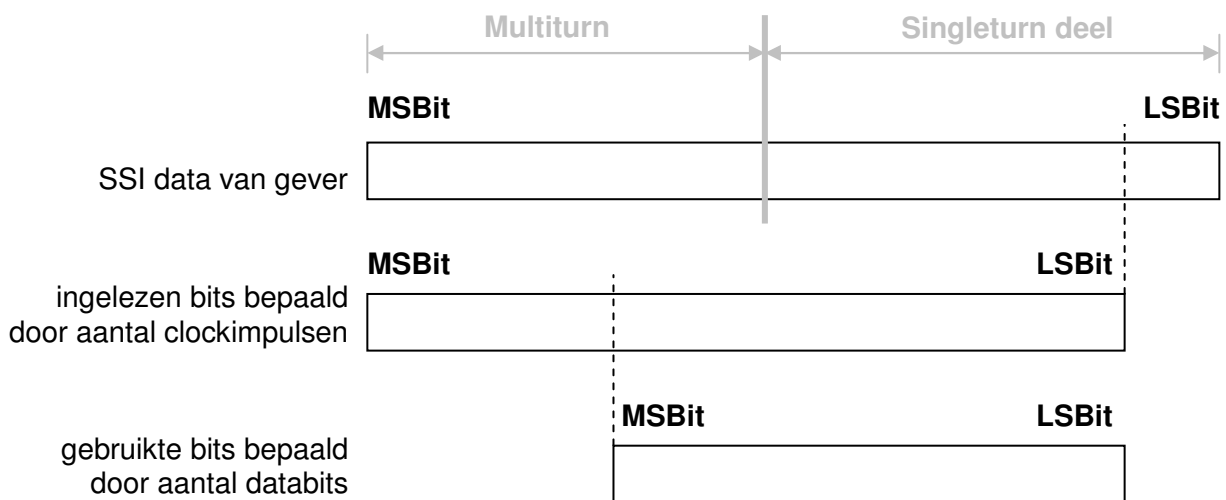 Multiturn
Singleturn deel
MSBit
LSBit
SSI data van gever
MSBit
LSBit
ingelezen bits bepaald
door aantal clockimpulsen
MSBit
LSBit
gebruikte bits bepaald
door aantal databits